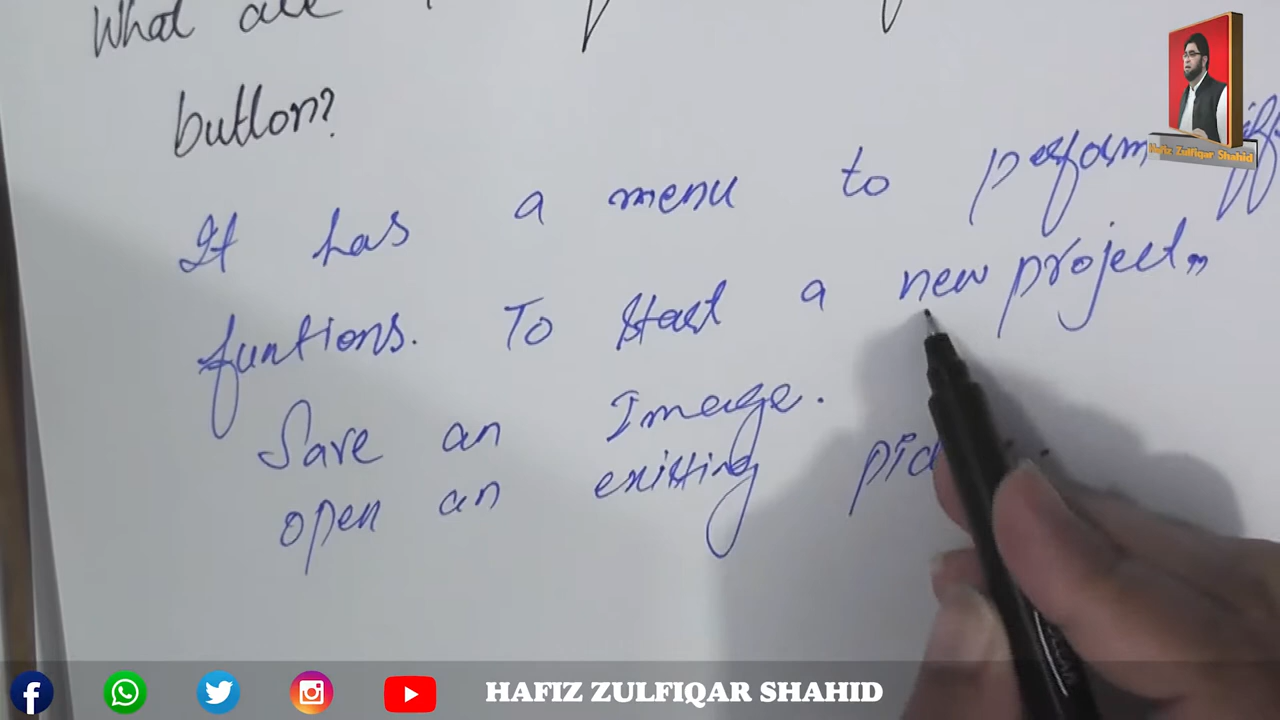 What are
button?
It has a menu to perform
funtions. To start a new project,,
Save an Image.
open an existing
Hafiz Zulfiqar Shahid
HAFIZ ZULFIQAR SHAHID